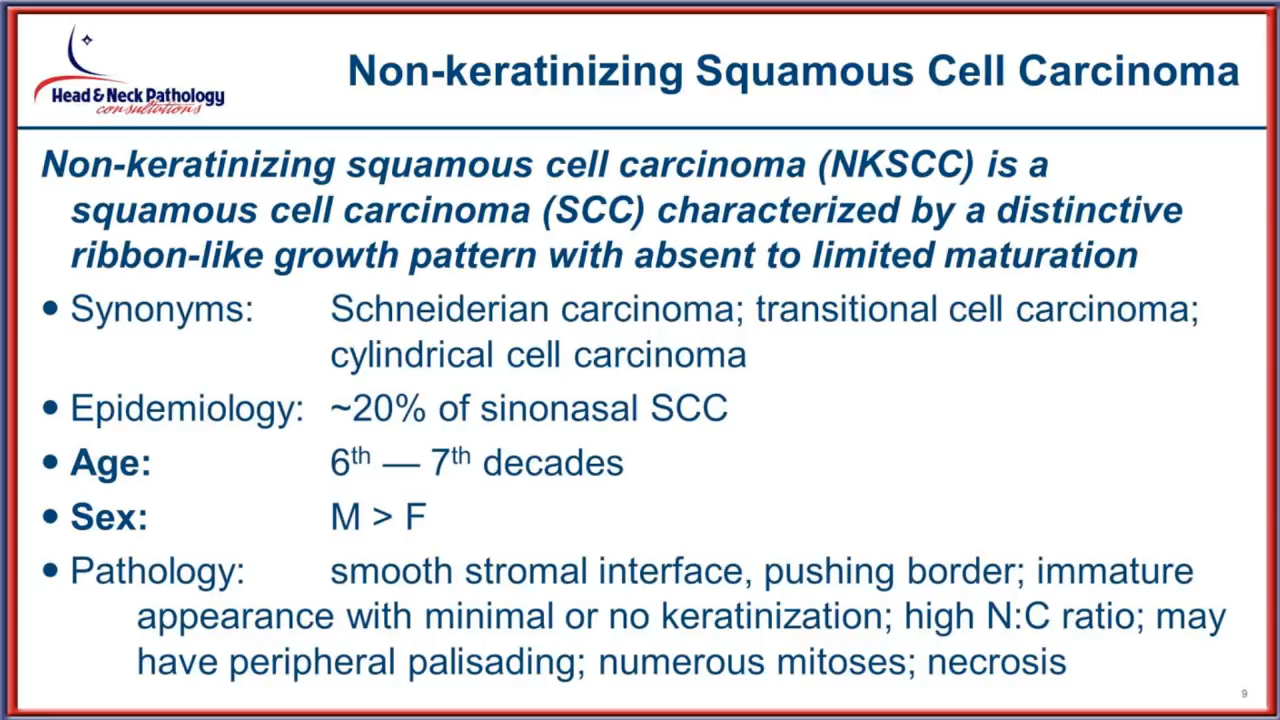 Head & Neck Pathology
consultations
Non-keratinizing Squamous Cell Carcinoma
Non-keratinizing squamous cell carcinoma (NKSCC) is a
squamous cell carcinoma (SCC) characterized by a distinctive
ribbon-like growth pattern with absent to limited maturation
• Synonyms: Schneiderian carcinoma; transitional cell carcinoma;
cylindrical cell carcinoma
• Epidemiology: ~20% of sinonasal SCC
• Age: 6th — 7th decades
• Sex: M > F
• Pathology: smooth stromal interface, pushing border; immature
appearance with minimal or no keratinization; high N:C ratio; may
have peripheral palisading; numerous mitoses; necrosis
9